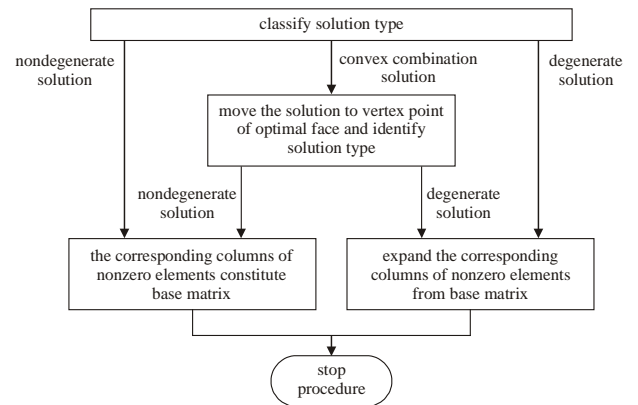 classify solution type
nondegenerate
solution
convex combination
solution
degenerate
solution
move the solution to vertex point
of optimal face and identify
solution type
nondegenerate
solution
degenerate
solution
the corresponding columns of
nonzero elements constitute
base matrix
expand the corresponding
columns of nonzero elements
from base matrix
stop
procedure